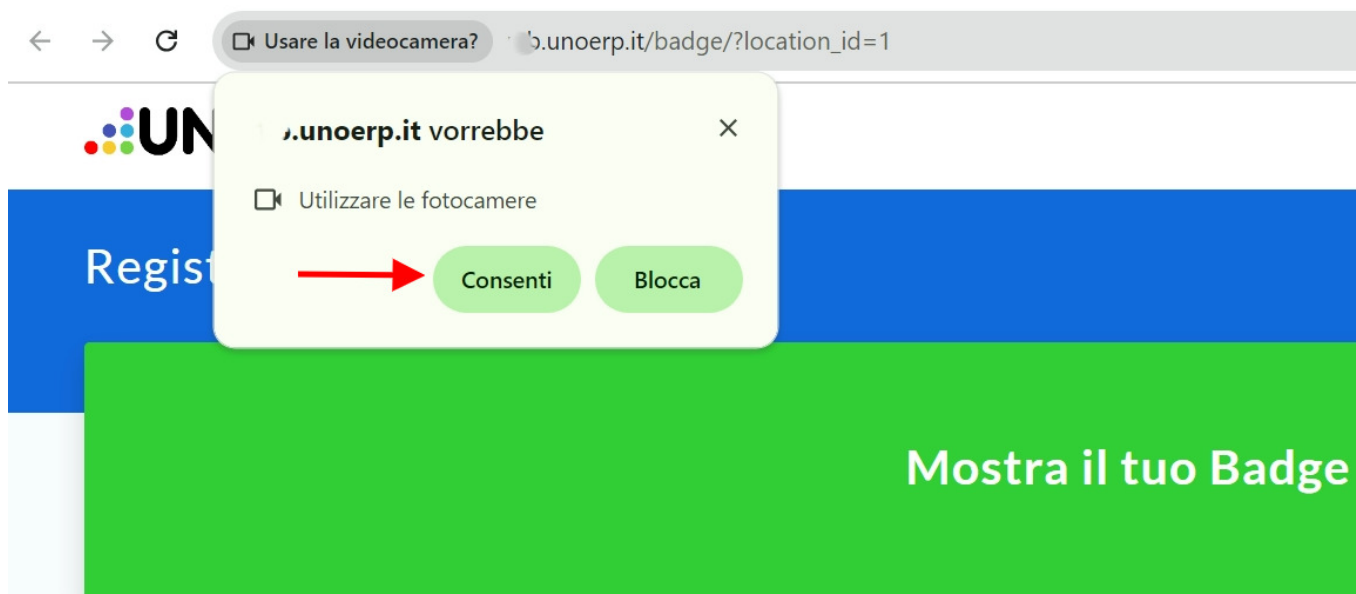 Usare la videocamera? .unoerp.it/badge/?location_id=1
UN
.unoerp.it vorrebbe
Utilizzare le fotocamere
Regist
Consenti Blocca
Mostra il tuo Badge